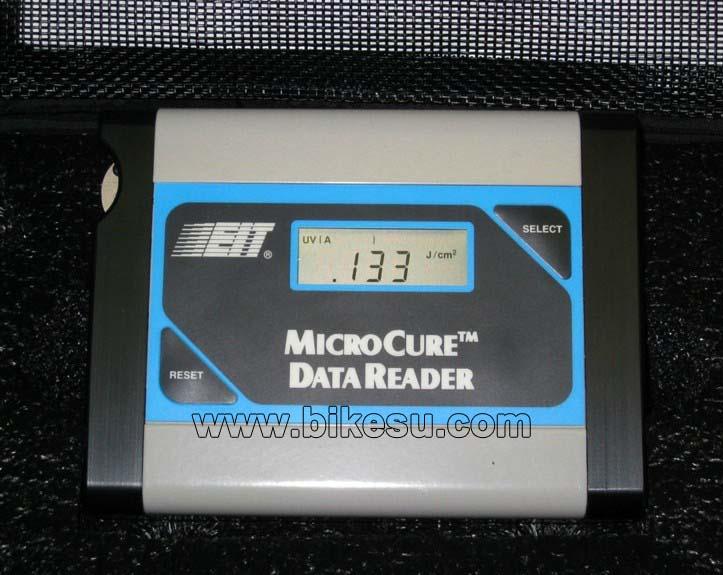 EIT®
UV | A |
.133 J/cm²
SELECT
MICROCURE™
DATA READER
RESET
www.bikesu.com